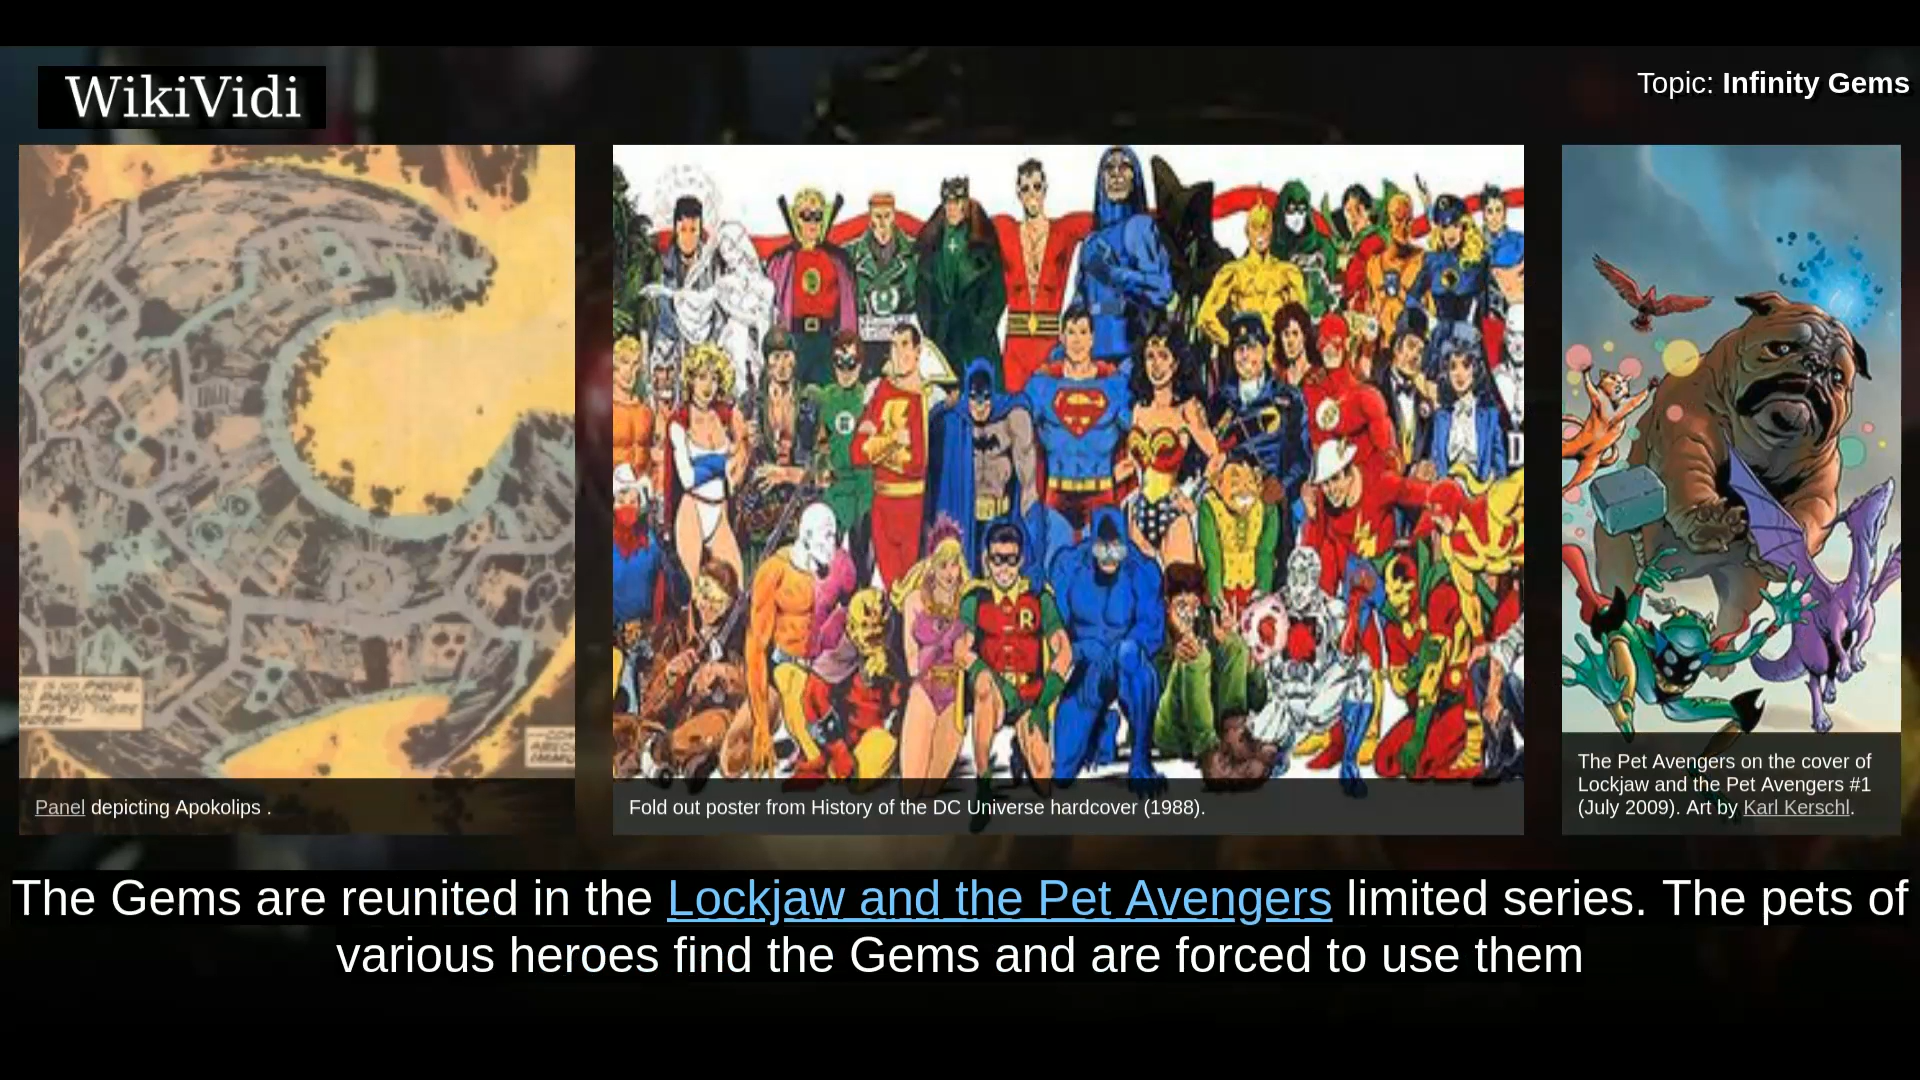 WikiVidi
Topic: Infinity Gems
Panel depicting Apokolips .
Fold out poster from History of the DC Universe hardcover (1988).
The Pet Avengers on the cover of
Lockjaw and the Pet Avengers #1
(July 2009). Art by Karl Kerschl.
The Gems are reunited in the Lockjaw and the Pet Avengers limited series. The pets of
various heroes find the Gems and are forced to use them